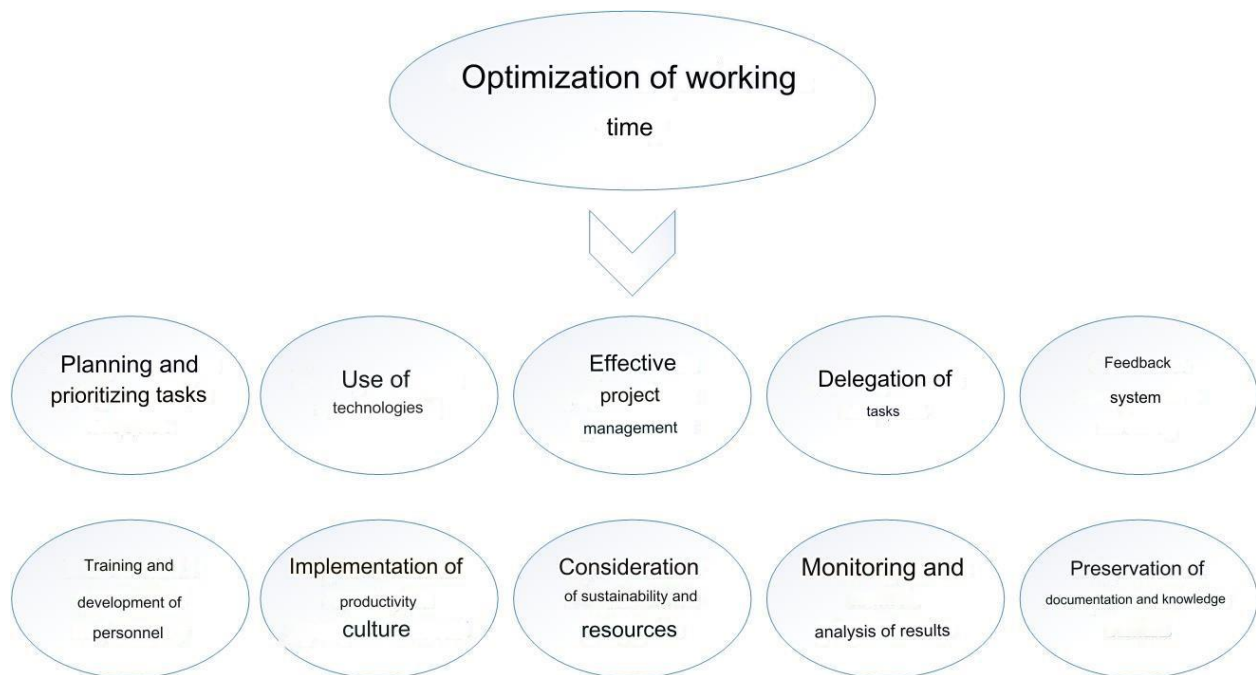 Optimization of working
time
Planning and
prioritizing tasks
Use of
technologies
Effective
project
management
Delegation of
tasks
Feedback
system
Training and
development of
personnel
Implementation of
productivity
culture
Consideration
of sustainability and
resources
Monitoring and
analysis of results
Preservation of
documentation and knowledge